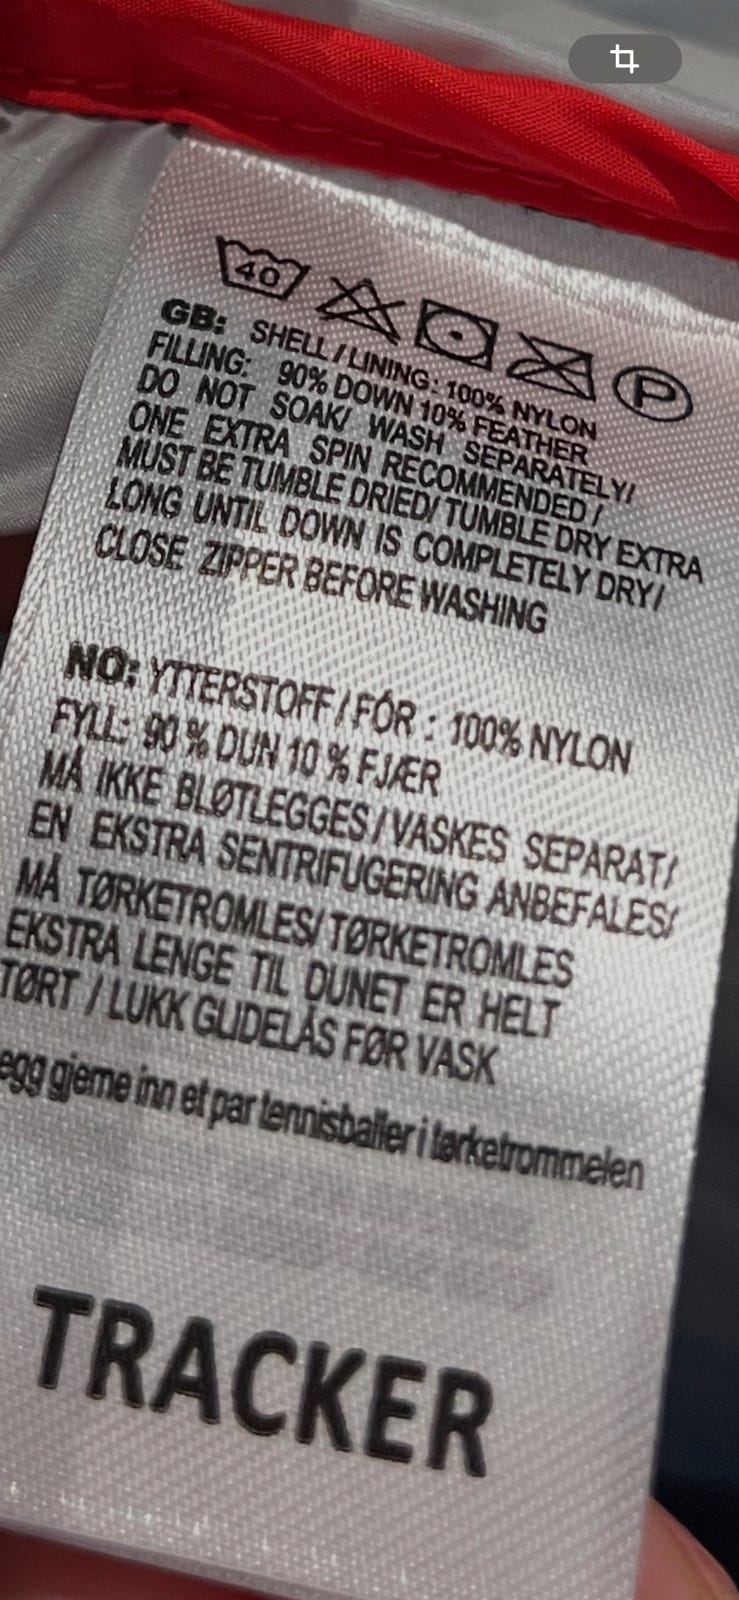 40
P
GB: SHELL / LINING: 100% NYLON
FILLING: 90% DOWN 10% FEATHER
DO NOT SOAK/ WASH SEPARATELY/
ONE EXTRA SPIN RECOMMENDED /
MUST BE TUMBLE DRIED/ TUMBLE DRY EXTRA
LONG UNTIL DOWN IS COMPLETELY DRY/
CLOSE ZIPPER BEFORE WASHING
NO: YTTERSTOFF / FÓR : 100% NYLON
FYLL: 90 % DUN 10 % FJÆR
MÅ IKKE BLØTLEGGES / VASKES SEPARAT/
EN EKSTRA SENTRIFUGERING ANBEFALES/
MÅ TØRKETROMLES/ TØRKETROMLES
EKSTRA LENGE TIL DUNET ER HELT
TØRT / LUKK GLIDELÅS FØR VASK
egg gjerne inn et par tennisballer i tørketrommelen
TRACKER